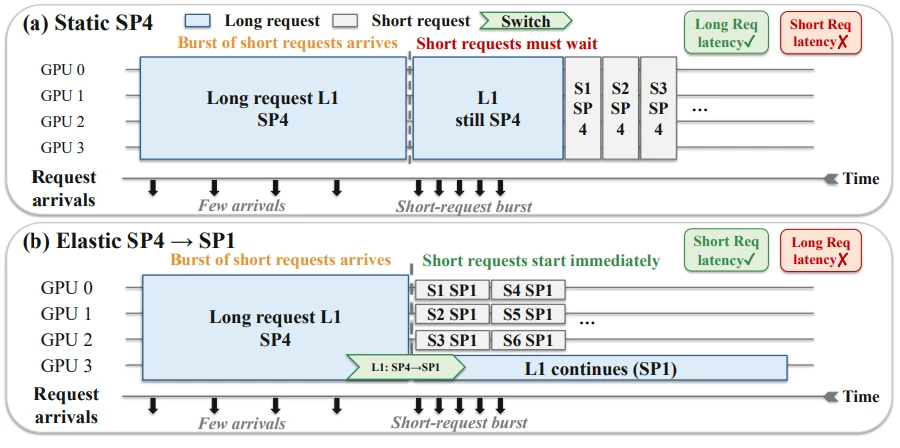 (a) Static SP4
Long request
Short request
Switch
Burst of short requests arrives
Short requests must wait
Long Req
latency✓
Short Req
latency✗
GPU 0
GPU 1
GPU 2
GPU 3
Long request L1
SP4
L1
still SP4
S1
SP
4
S2
SP
4
S3
SP
4
...
Request
arrivals
Time
Few arrivals
Short-request burst
(b) Elastic SP4 → SP1
Burst of short requests arrives
Short requests start immediately
Short Req
latency✓
Long Req
latency✗
GPU 0
GPU 1
GPU 2
GPU 3
Long request L1
SP4
S1 SP1
S4 SP1
S2 SP1
S5 SP1
S3 SP1
S6 SP1
...
L1: SP4→SP1
L1 continues (SP1)
Request
arrivals
Time
Few arrivals
Short-request burst